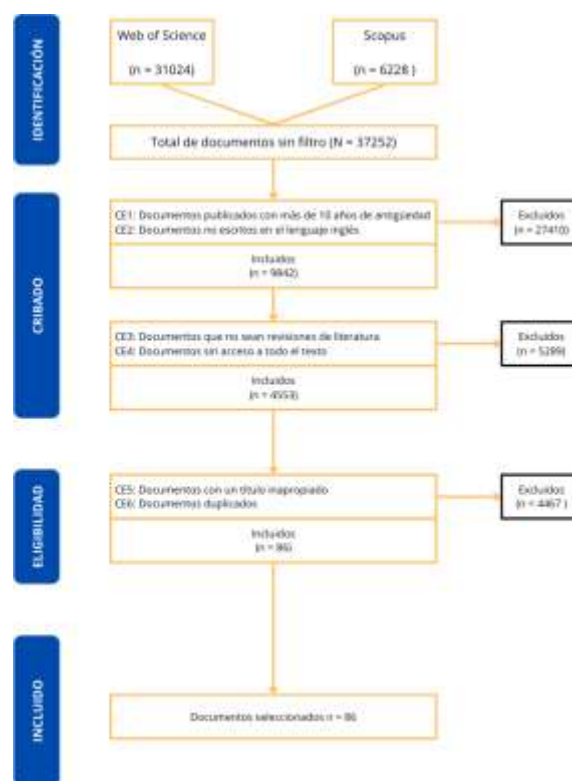 IDENTIFICACIÓN
Web of Science
(n = 31024)
Scopus
(n = 6228 )
Total de documentos sin filtro (N = 37252)
CRIBADO
CE1: Documentos publicados con más de 10 años de antigüedad
CE2: Documentos no escritos en el lenguaje inglés
Excluidos
(n = 27410)
Incluidos
(n = 9842)
CE3: Documentos que no sean revisiones de literatura
CE4: Documentos sin acceso a todo el texto
Excluidos
(n = 5289)
Incluidos
(n = 4553)
ELIGIBILIDAD
CE5: Documentos con un título inapropiado
CE6: Documentos duplicados
Excluidos
(n = 4467 )
Incluidos
(n = 86)
INCLUIDO
Documentos seleccionados n = 86